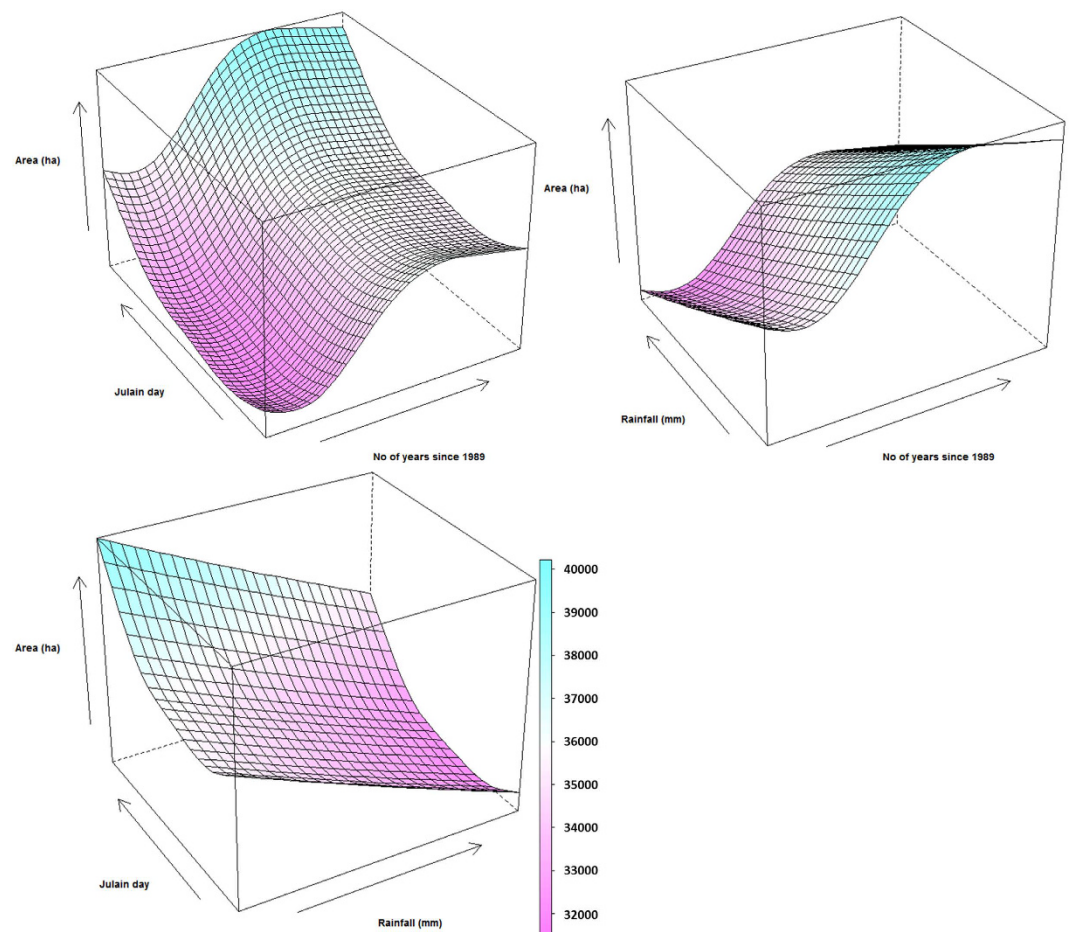 Area (ha)
Julain day
No of years since 1989
Area (ha)
Rainfall (mm)
No of years since 1989
Area (ha)
Julain day
Rainfall (mm)
40000
39000
38000
37000
36000
35000
34000
33000
32000